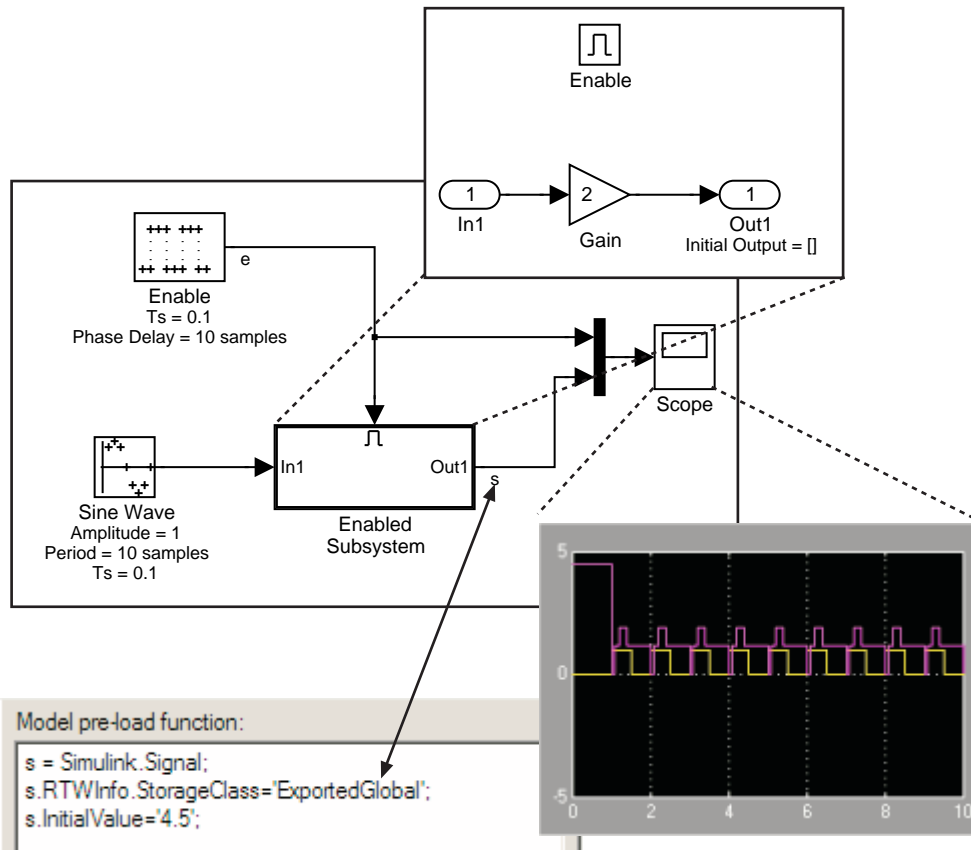 Enable
1
2
1
In1
Gain
Out1
Initial Output = []
e
Enable
Ts = 0.1
Phase Delay = 10 samples
Scope
In1
Out1
s
Sine Wave
Amplitude = 1
Period = 10 samples
Ts = 0.1
Enabled
Subsystem
5
0
-5
0
2
4
6
8
10
Model pre-load function:
s = Simulink.Signal;
s.RTWInfo.StorageClass='ExportedGlobal';
s.InitialValue='4.5';